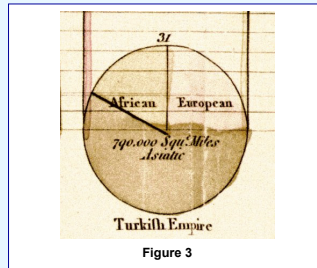 31
African European
790.000 Squ. Miles
Asiatic
Turkiſh Empire
Figure 3